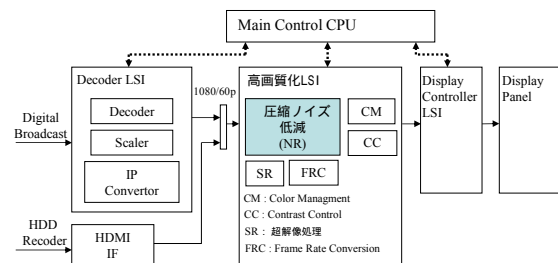 Main Control CPU
Decoder LSI
Decoder
Scaler
IP
Convertor
Digital
Broadcast
HDD
Recoder
HDMI
IF
1080/60p
高画質化LSI
圧縮ノイズ
低減
(NR)
CM
CC
SR
FRC
CM : Color Managment
CC : Contrast Control
SR : 超解像処理
FRC : Frame Rate Conversion
Display
Controller
LSI
Display
Panel